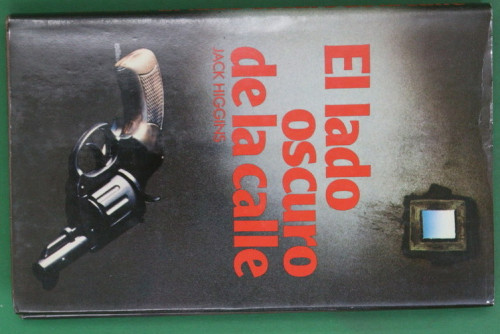 El lado
oscuro
de la calle
JACK HIGGINS